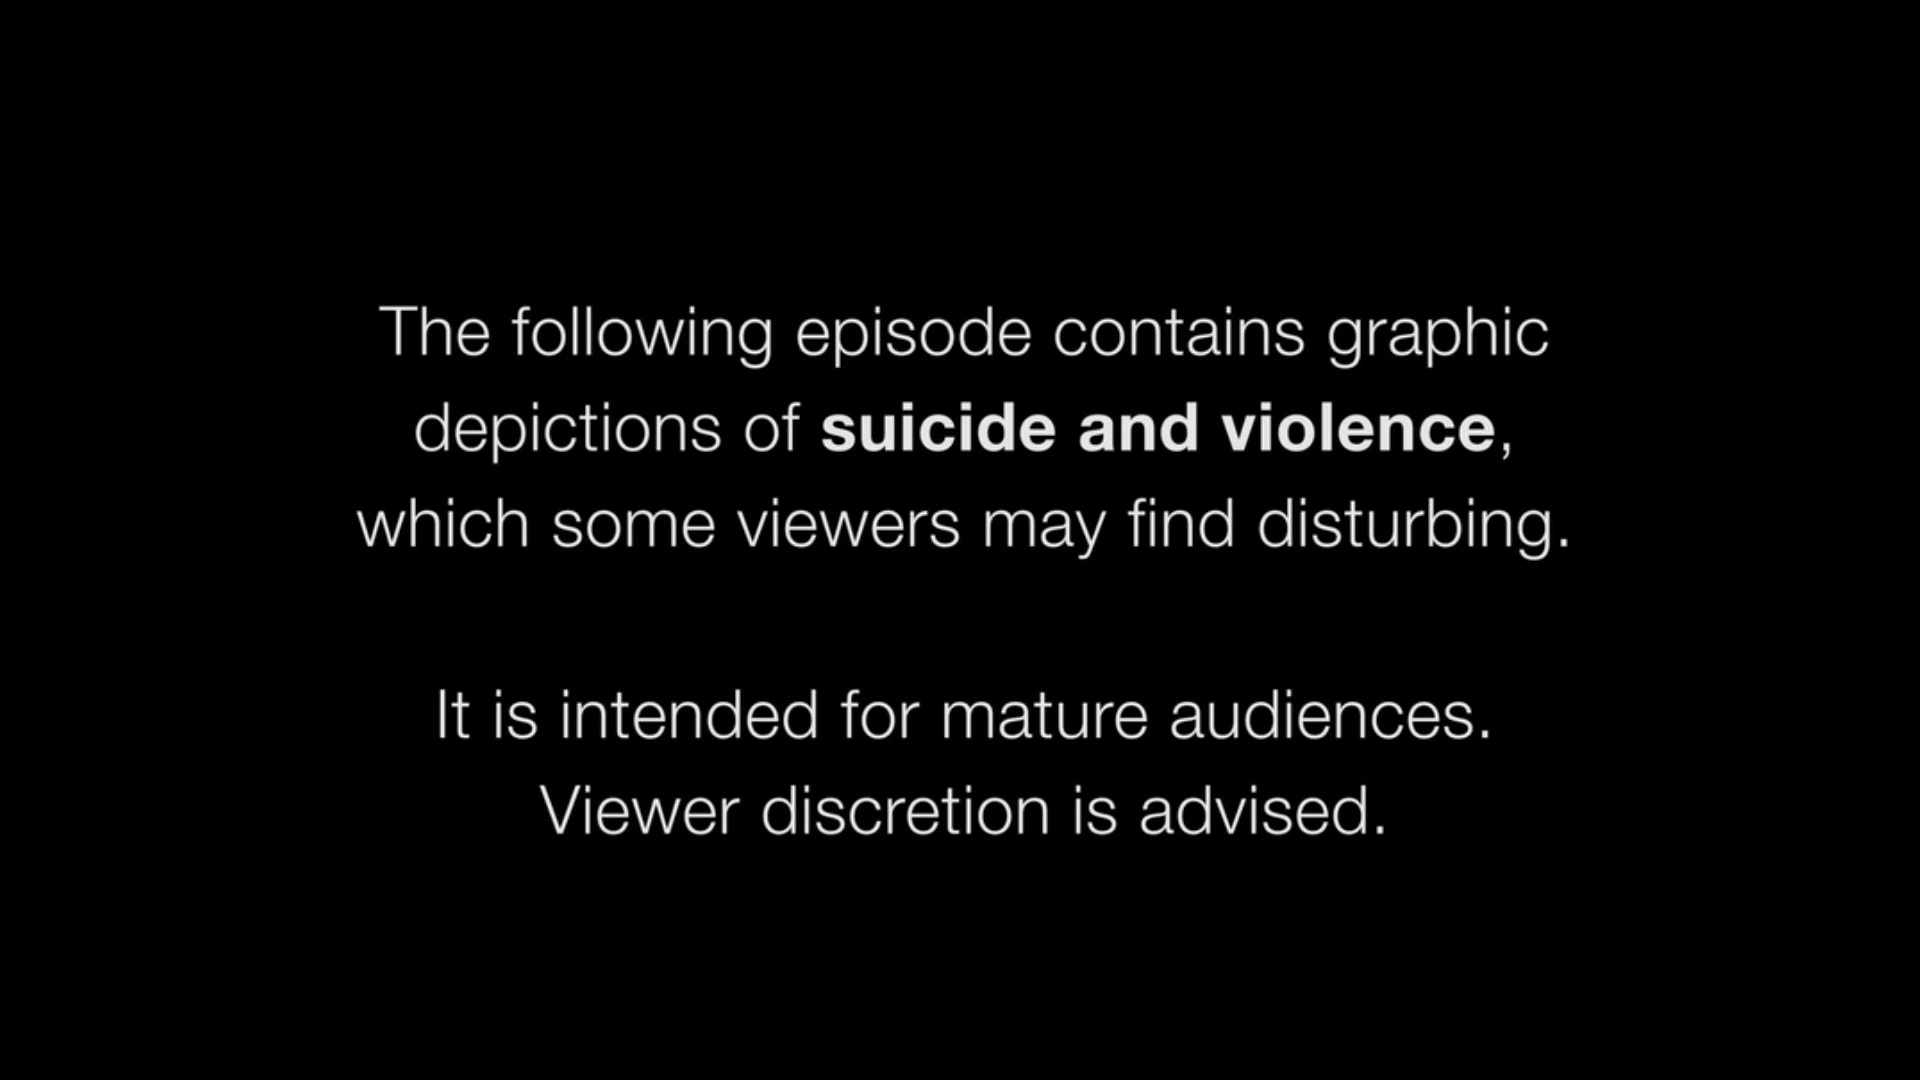 The following episode contains graphic
depictions of suicide and violence,
which some viewers may find disturbing.
It is intended for mature audiences.
Viewer discretion is advised.